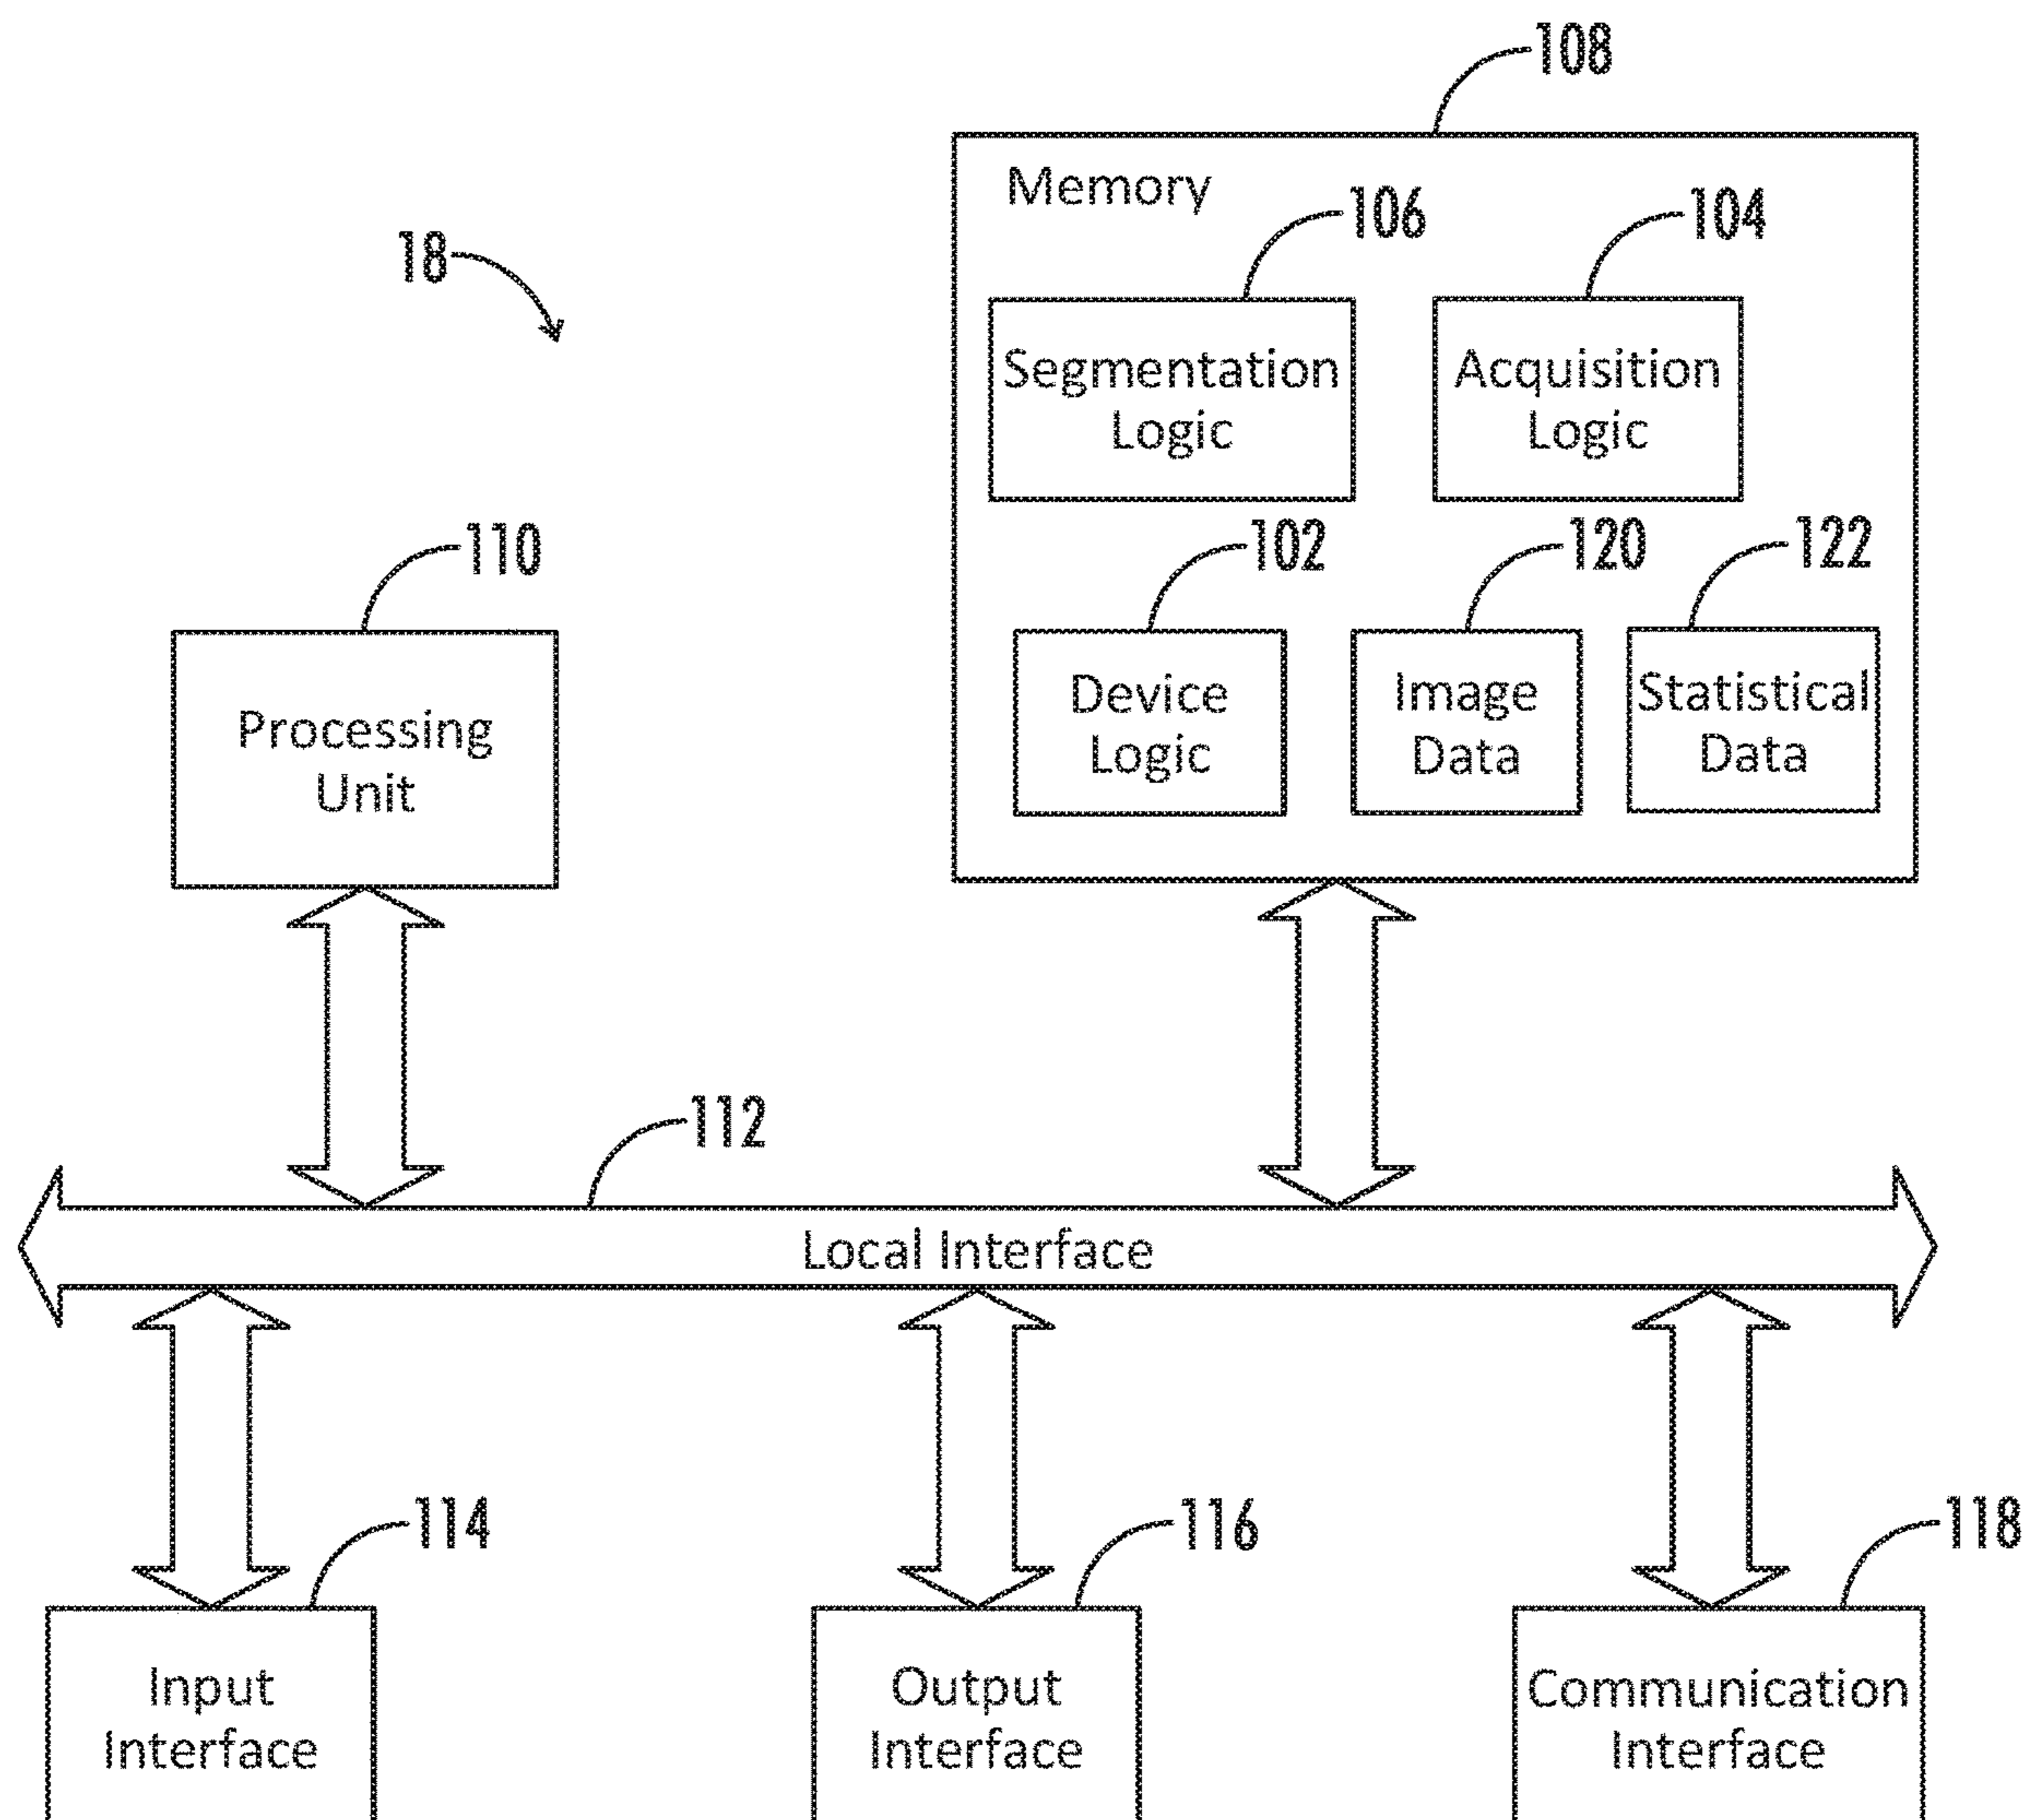 108
Memory
106
104
18
Segmentation
Logic
Acquisition
Logic
110
102
120
122
Processing
Unit
Device
Logic
Image
Data
Statistical
Data
112
Local Interface
114
116
118
Input
Interface
Output
Interface
Communication
Interface